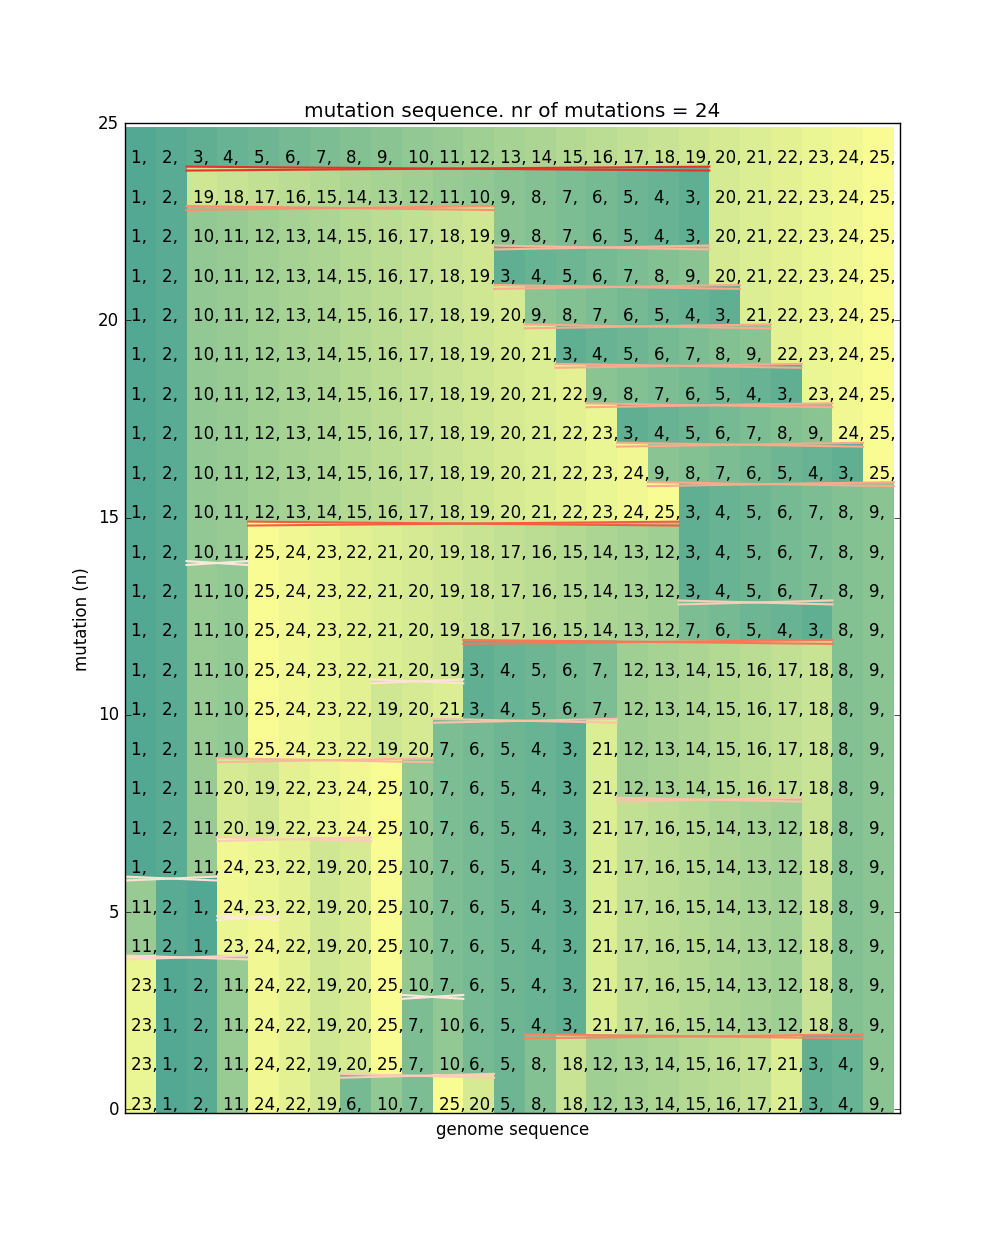 mutation sequence. nr of mutations = 24
25
1, 2, 3, 4, 5, 6, 7, 8, 9, 10, 11, 12, 13, 14, 15, 16, 17, 18, 19, 20, 21, 22, 23, 24, 25,
1, 2, 19, 18, 17, 16, 15, 14, 13, 12, 11, 10, 9, 8, 7, 6, 5, 4, 3, 20, 21, 22, 23, 24, 25,
1, 2, 10, 11, 12, 13, 14, 15, 16, 17, 18, 19, 9, 8, 7, 6, 5, 4, 3, 20, 21, 22, 23, 24, 25,
1, 2, 10, 11, 12, 13, 14, 15, 16, 17, 18, 19, 3, 4, 5, 6, 7, 8, 9, 20, 21, 22, 23, 24, 25,
20
1, 2, 10, 11, 12, 13, 14, 15, 16, 17, 18, 19, 20, 9, 8, 7, 6, 5, 4, 3, 21, 22, 23, 24, 25,
1, 2, 10, 11, 12, 13, 14, 15, 16, 17, 18, 19, 20, 21, 3, 4, 5, 6, 7, 8, 9, 22, 23, 24, 25,
1, 2, 10, 11, 12, 13, 14, 15, 16, 17, 18, 19, 20, 21, 22, 9, 8, 7, 6, 5, 4, 3, 23, 24, 25,
1, 2, 10, 11, 12, 13, 14, 15, 16, 17, 18, 19, 20, 21, 22, 23, 3, 4, 5, 6, 7, 8, 9, 24, 25,
1, 2, 10, 11, 12, 13, 14, 15, 16, 17, 18, 19, 20, 21, 22, 23, 24, 9, 8, 7, 6, 5, 4, 3, 25,
15
1, 2, 10, 11, 12, 13, 14, 15, 16, 17, 18, 19, 20, 21, 22, 23, 24, 25, 3, 4, 5, 6, 7, 8, 9,
1, 2, 10, 11, 25, 24, 23, 22, 21, 20, 19, 18, 17, 16, 15, 14, 13, 12, 3, 4, 5, 6, 7, 8, 9,
1, 2, 11, 10, 25, 24, 23, 22, 21, 20, 19, 18, 17, 16, 15, 14, 13, 12, 3, 4, 5, 6, 7, 8, 9,
1, 2, 11, 10, 25, 24, 23, 22, 21, 20, 19, 18, 17, 16, 15, 14, 13, 12, 7, 6, 5, 4, 3, 8, 9,
1, 2, 11, 10, 25, 24, 23, 22, 21, 20, 19, 3, 4, 5, 6, 7, 12, 13, 14, 15, 16, 17, 18, 8, 9,
10
1, 2, 11, 10, 25, 24, 23, 22, 19, 20, 21, 3, 4, 5, 6, 7, 12, 13, 14, 15, 16, 17, 18, 8, 9,
1, 2, 11, 10, 25, 24, 23, 22, 19, 20, 7, 6, 5, 4, 3, 21, 12, 13, 14, 15, 16, 17, 18, 8, 9,
1, 2, 11, 20, 19, 22, 23, 24, 25, 10, 7, 6, 5, 4, 3, 21, 12, 13, 14, 15, 16, 17, 18, 8, 9,
1, 2, 11, 20, 19, 22, 23, 24, 25, 10, 7, 6, 5, 4, 3, 21, 17, 16, 15, 14, 13, 12, 18, 8, 9,
1, 2, 11, 24, 23, 22, 19, 20, 25, 10, 7, 6, 5, 4, 3, 21, 17, 16, 15, 14, 13, 12, 18, 8, 9,
5
11, 2, 1, 24, 23, 22, 19, 20, 25, 10, 7, 6, 5, 4, 3, 21, 17, 16, 15, 14, 13, 12, 18, 8, 9,
11, 2, 1, 23, 24, 22, 19, 20, 25, 10, 7, 6, 5, 4, 3, 21, 17, 16, 15, 14, 13, 12, 18, 8, 9,
23, 1, 2, 11, 24, 22, 19, 20, 25, 10, 7, 6, 5, 4, 3, 21, 17, 16, 15, 14, 13, 12, 18, 8, 9,
23, 1, 2, 11, 24, 22, 19, 20, 25, 7, 10, 6, 5, 4, 3, 21, 17, 16, 15, 14, 13, 12, 18, 8, 9,
23, 1, 2, 11, 24, 22, 19, 20, 25, 7, 10, 6, 5, 8, 18, 12, 13, 14, 15, 16, 17, 21, 3, 4, 9,
0
23, 1, 2, 11, 24, 22, 19, 6, 10, 7, 25, 20, 5, 8, 18, 12, 13, 14, 15, 16, 17, 21, 3, 4, 9,
mutation (n)
genome sequence